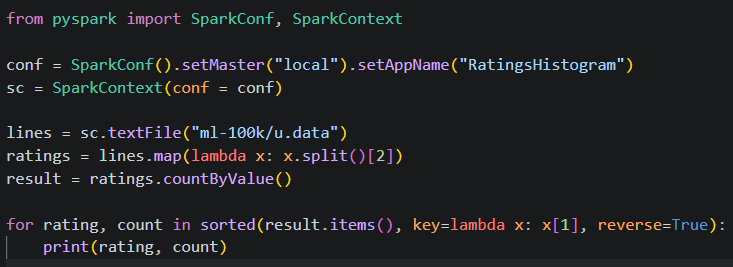 from pyspark import SparkConf, SparkContext
conf = SparkConf().setMaster("local").setAppName("RatingsHistogram")
sc = SparkContext(conf = conf)
lines = sc.textFile("ml-100k/u.data")
ratings = lines.map(lambda x: x.split()[2])
result = ratings.countByValue()
for rating, count in sorted(result.items(), key=lambda x: x[1], reverse=True):
    print(rating, count)